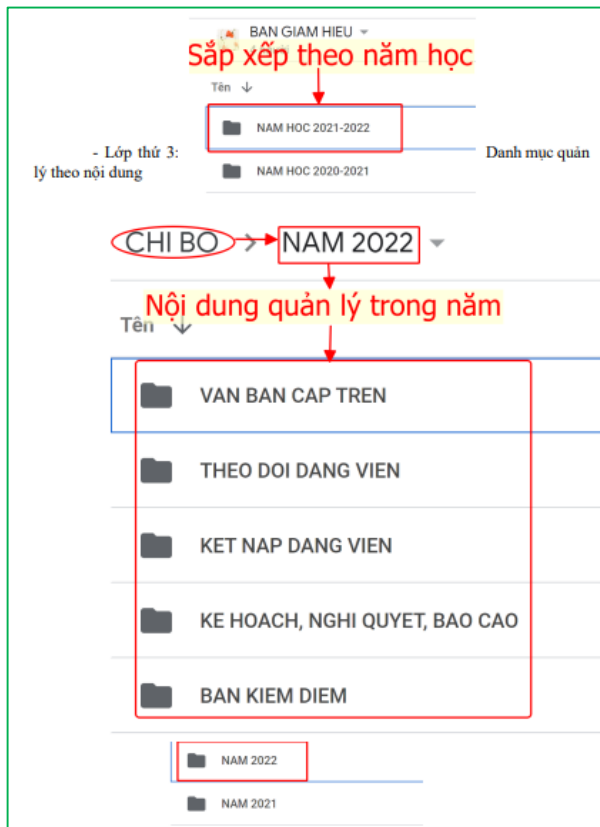 BAN GIAM HIEU
Sắp xếp theo năm học
Tên ↓
NAM HOC 2021-2022
- Lớp thứ 3: Danh mục quản
lý theo nội dung
NAM HOC 2020-2021
CHI BO > NAM 2022
Nội dung quản lý trong năm
Tên ↓
VAN BAN CAP TREN
THEO DOI DANG VIEN
KET NAP DANG VIEN
KE HOACH, NGHI QUYET, BAO CAO
BAN KIEM DIEM
NAM 2022
NAM 2021